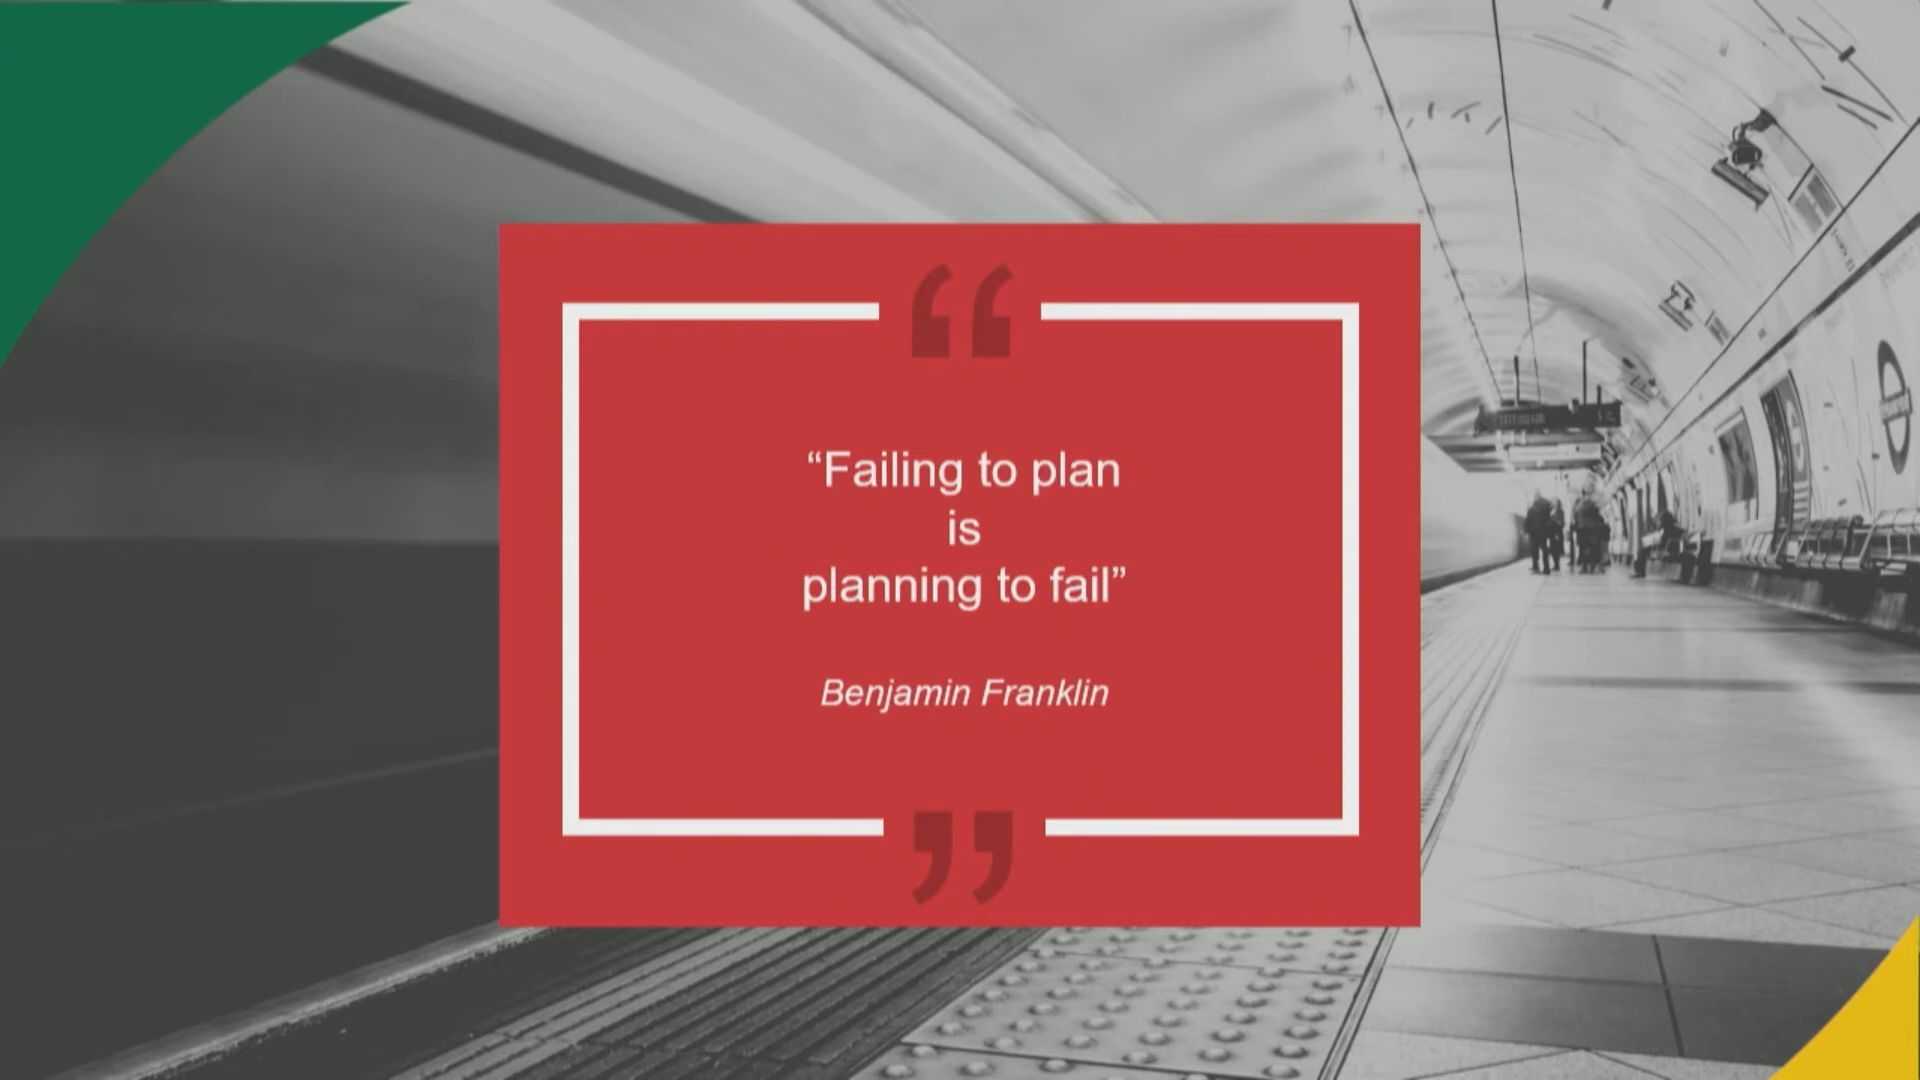 “Failing to plan
is
planning to fail”
Benjamin Franklin